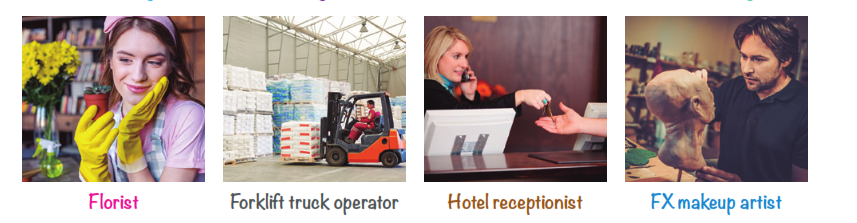 Florist
Forklift truck operator
Hotel receptionist
FX makeup artist